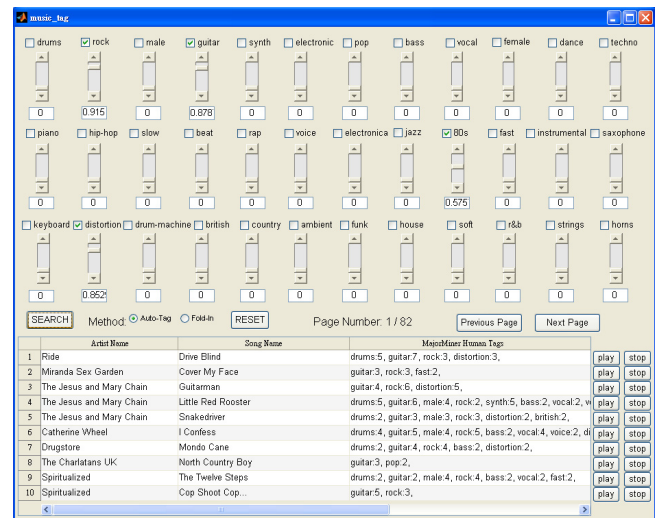 music_tag
drums rock male guitar synth electronic pop bass vocal female dance techno
0 0.915 0 0.878 0 0 0 0 0 0 0 0
piano hip-hop slow beat rap voice electronica jazz 80s fast instrumental saxophone
0 0 0 0 0 0 0 0 0.575 0 0 0
keyboard distortion drum-machine british country ambient funk house soft r&b strings horns
0 0.852 0 0 0 0 0 0 0 0 0 0
SEARCH Method: Auto-Tag Fold-In RESET Page Number: 1 / 82 Previous Page Next Page
Artist Name Song Name MajorMiner Human Tags
1 Ride Drive Blind drums:5, guitar:7, rock:3, distortion:3, play stop
2 Miranda Sex Garden Cover My Face guitar:3, rock:3, fast:2, play stop
3 The Jesus and Mary Chain Guitarman guitar:4, rock:6, distortion:5, play stop
4 The Jesus and Mary Chain Little Red Rooster drums:5, guitar:6, male:4, rock:2, synth:5, bass:2, vocal:2, play stop
5 The Jesus and Mary Chain Snakedriver drums:2, guitar:3, male:3, rock:3, distortion:2, british:2, play stop
6 Catherine Wheel I Confess drums:4, guitar:5, male:4, rock:5, bass:2, vocal:4, voice:2, di play stop
7 Drugstore Mondo Cane drums:2, guitar:4, rock:4, bass:2, distortion:2, play stop
8 The Charlatans UK North Country Boy guitar:3, pop:2, play stop
9 Spiritualized The Twelve Steps drums:2, guitar:2, male:4, rock:4, bass:2, vocal:2, fast:2, play stop
10 Spiritualized Cop Shoot Cop... guitar:5, rock:3, play stop